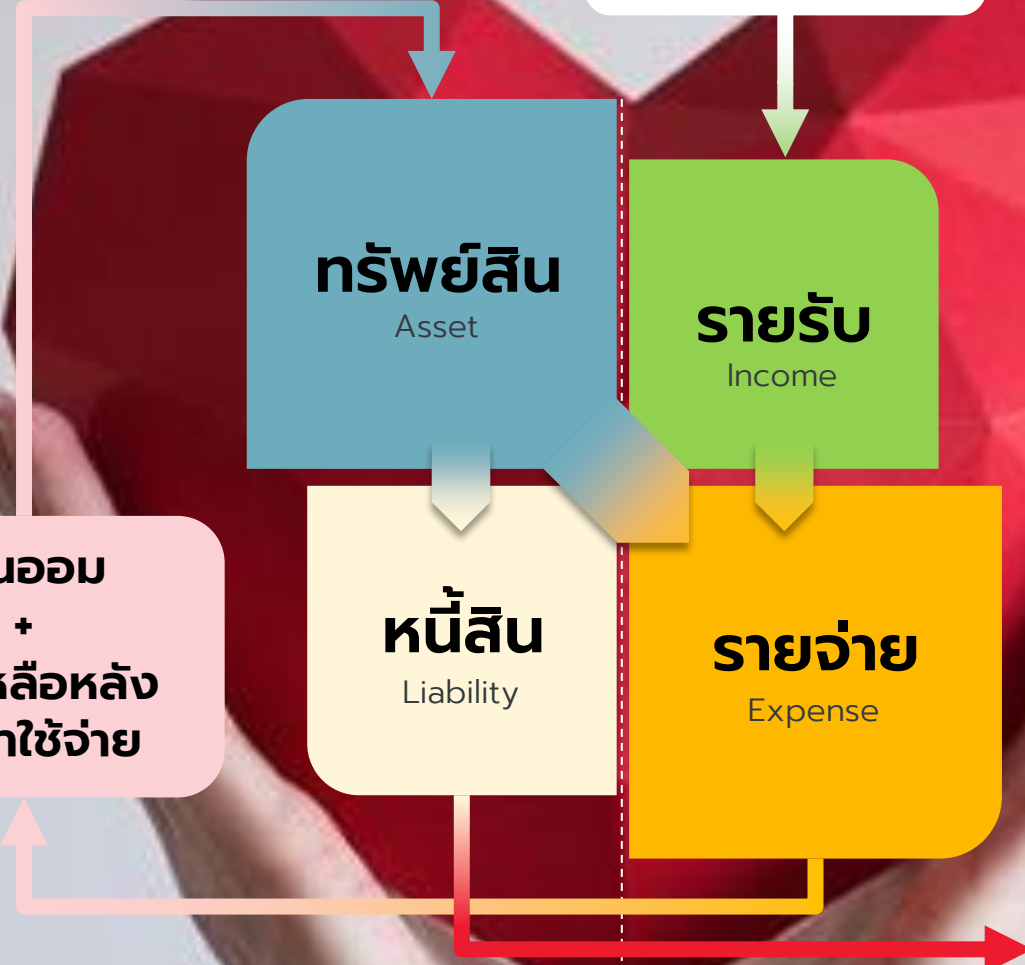 ทรัพย์สิน
Asset
รายรับ
Income
นออม
+
หลือหลัง
าใช้จ่าย
หนี้สิน
Liability
รายจ่าย
Expense